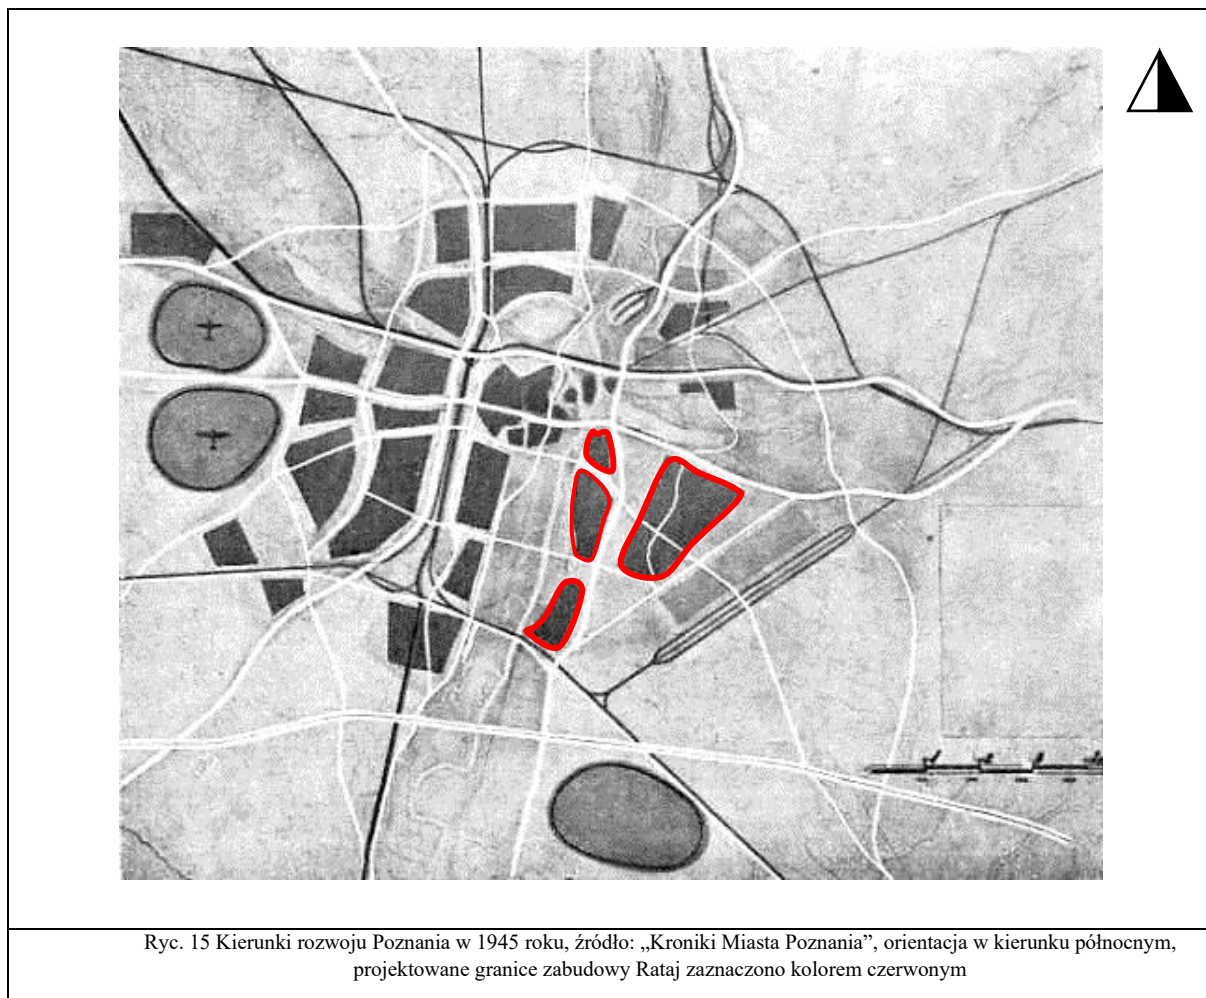 Ryc. 15 Kierunki rozwoju Poznania w 1945 roku, źródło: „Kroniki Miasta Poznania”, orientacja w kierunku północnym,
projektowane granice zabudowy Rataj zaznaczono kolorem czerwonym